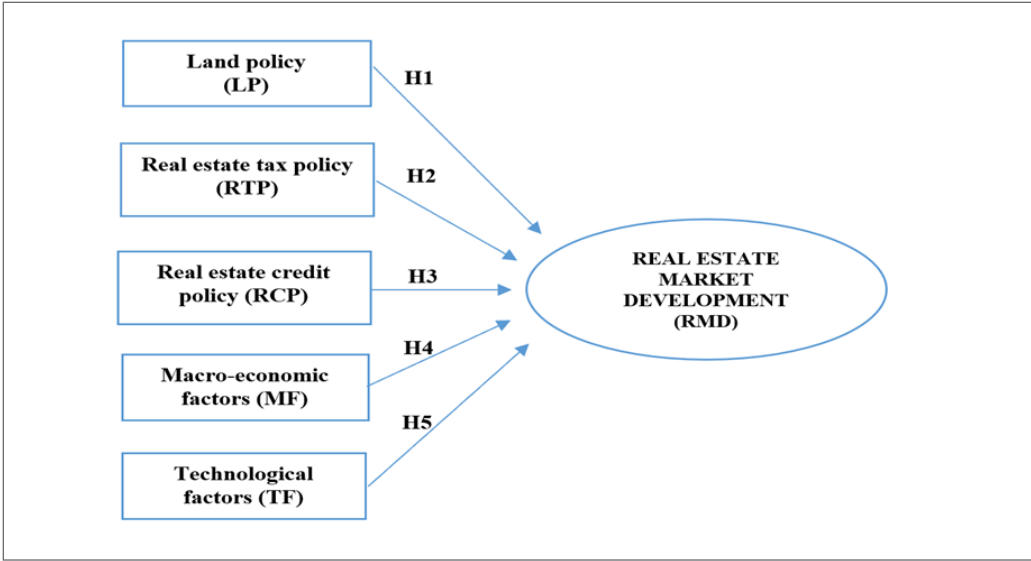 Land policy
(LP)
H1
Real estate tax policy
(RTP)
H2
Real estate credit
policy (RCP)
H3
Macro-economic
factors (MF)
H4
Technological
factors (TF)
H5
REAL ESTATE
MARKET
DEVELOPMENT
(RMD)